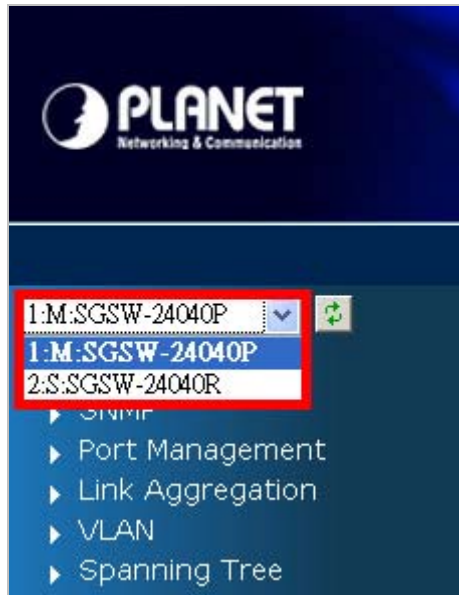 PLANET
Networking & Communication
1:M:SGSW-24040P
1:M:SGSW-24040P
2:S:SGSW-24040R
SNMP
Port Management
Link Aggregation
VLAN
Spanning Tree